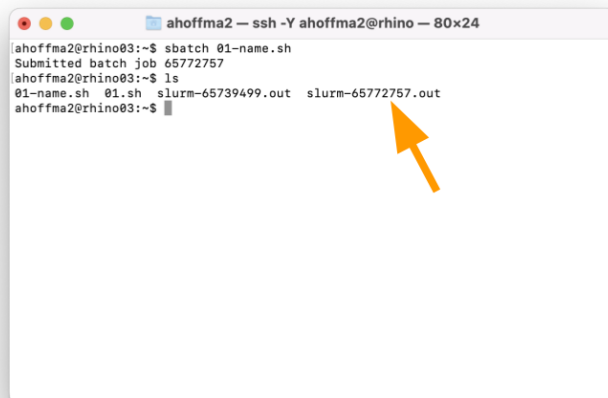 ahoffma2 — ssh -Y ahoffma2@rhino — 80×24
[ahoffma2@rhino03:~$ sbatch 01-name.sh
Submitted batch job 65772757
[ahoffma2@rhino03:~$ ls
01-name.sh  01.sh  slurm-65739499.out  slurm-65772757.out
ahoffma2@rhino03:~$